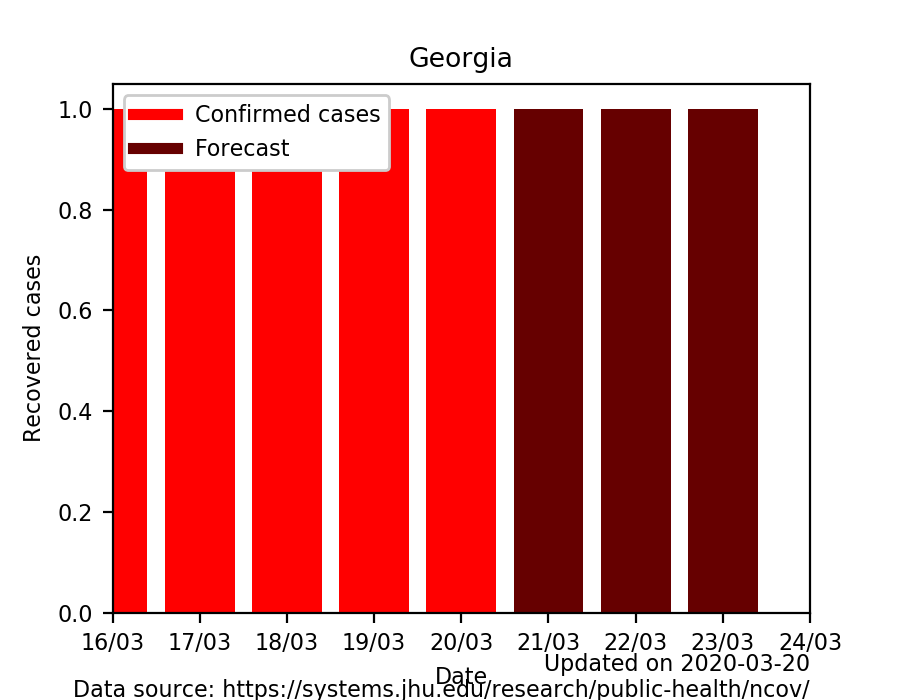 Georgia
Confirmed cases
Forecast
Recovered cases
1.0
0.8
0.6
0.4
0.2
0.0
16/03 17/03 18/03 19/03 20/03 21/03 22/03 23/03 24/03
Updated on 2020-03-20
Date
Data source: https://systems.jhu.edu/research/public-health/ncov/